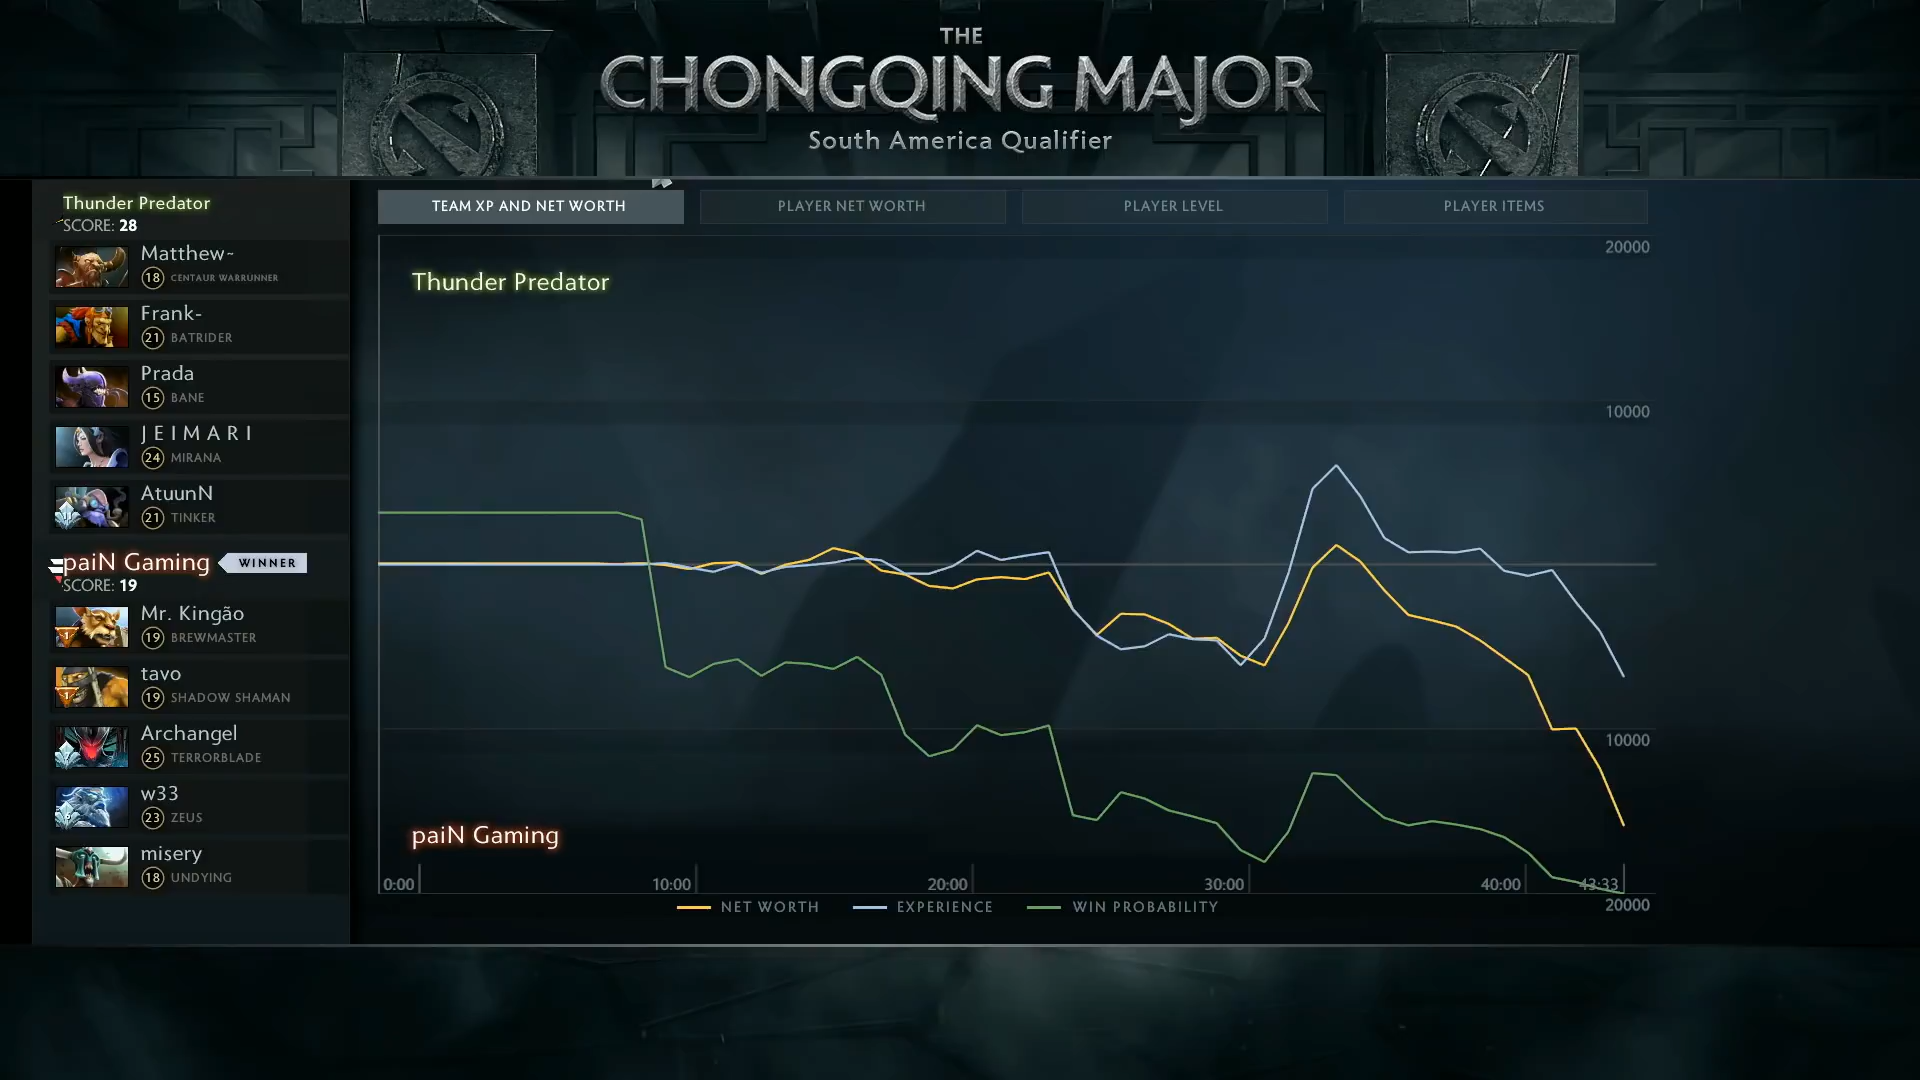 THE
CHONGQING MAJOR
South America Qualifier
Thunder Predator
SCORE: 28
Matthew~
18 CENTAUR WARRUNNER
Frank-
21 BATRIDER
Prada
15 BANE
J E I M A R I
24 MIRANA
AtuunN
21 TINKER
paiN Gaming WINNER
SCORE: 19
Mr. Kingão
19 BREWMASTER
tavo
19 SHADOW SHAMAN
Archangel
25 TERRORBLADE
w33
23 ZEUS
misery
18 UNDYING
TEAM XP AND NET WORTH PLAYER NET WORTH PLAYER LEVEL PLAYER ITEMS
20000
Thunder Predator
10000
10000
paiN Gaming
0:00 10:00 20:00 30:00 40:00 43:33
20000
NET WORTH EXPERIENCE WIN PROBABILITY